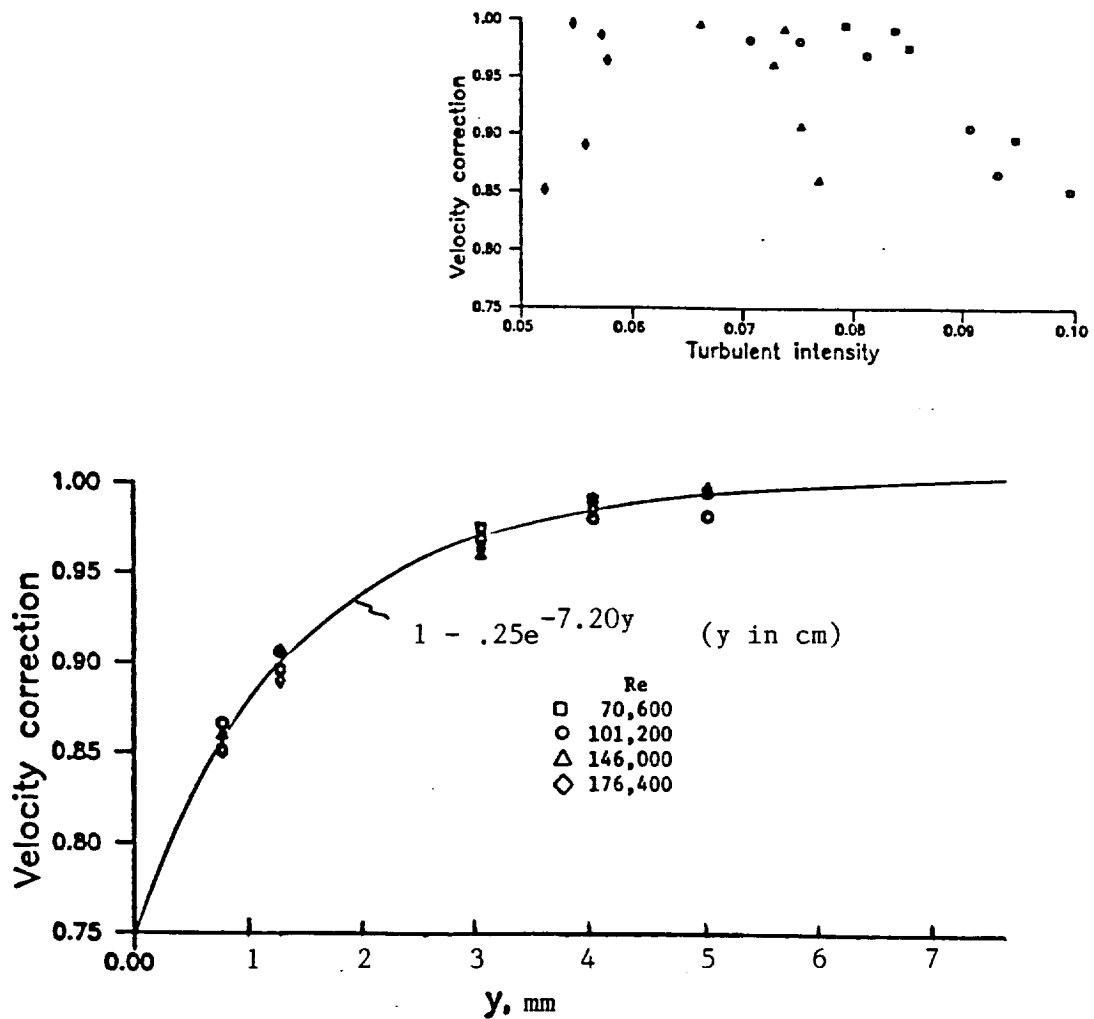 1.00
0.95
0.90
0.85
0.80
0.75
Velocity correction
0.05 0.06 0.07 0.08 0.09 0.10
Turbulent intensity
1.00
0.95
0.90
0.85
0.80
0.75
Velocity correction
1 - .25e^-7.20y (y in cm)
Re
70,600
101,200
146,000
176,400
0.00 1 2 3 4 5 6 7
y, mm